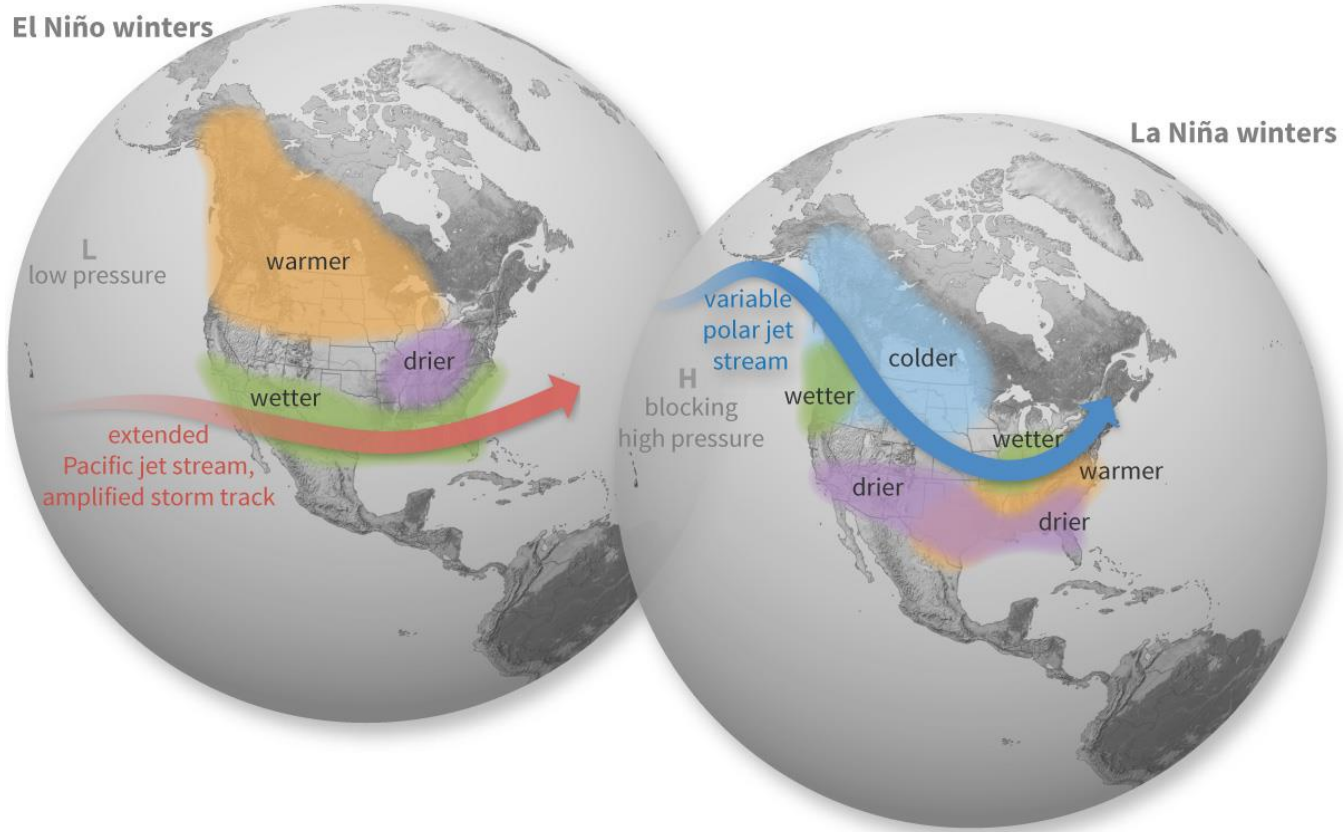 El Niño winters
L
low pressure
warmer
drier
wetter
extended
Pacific jet stream,
amplified storm track
La Niña winters
variable
polar jet
stream
colder
wetter
H
blocking
high pressure
wetter
warmer
drier
drier